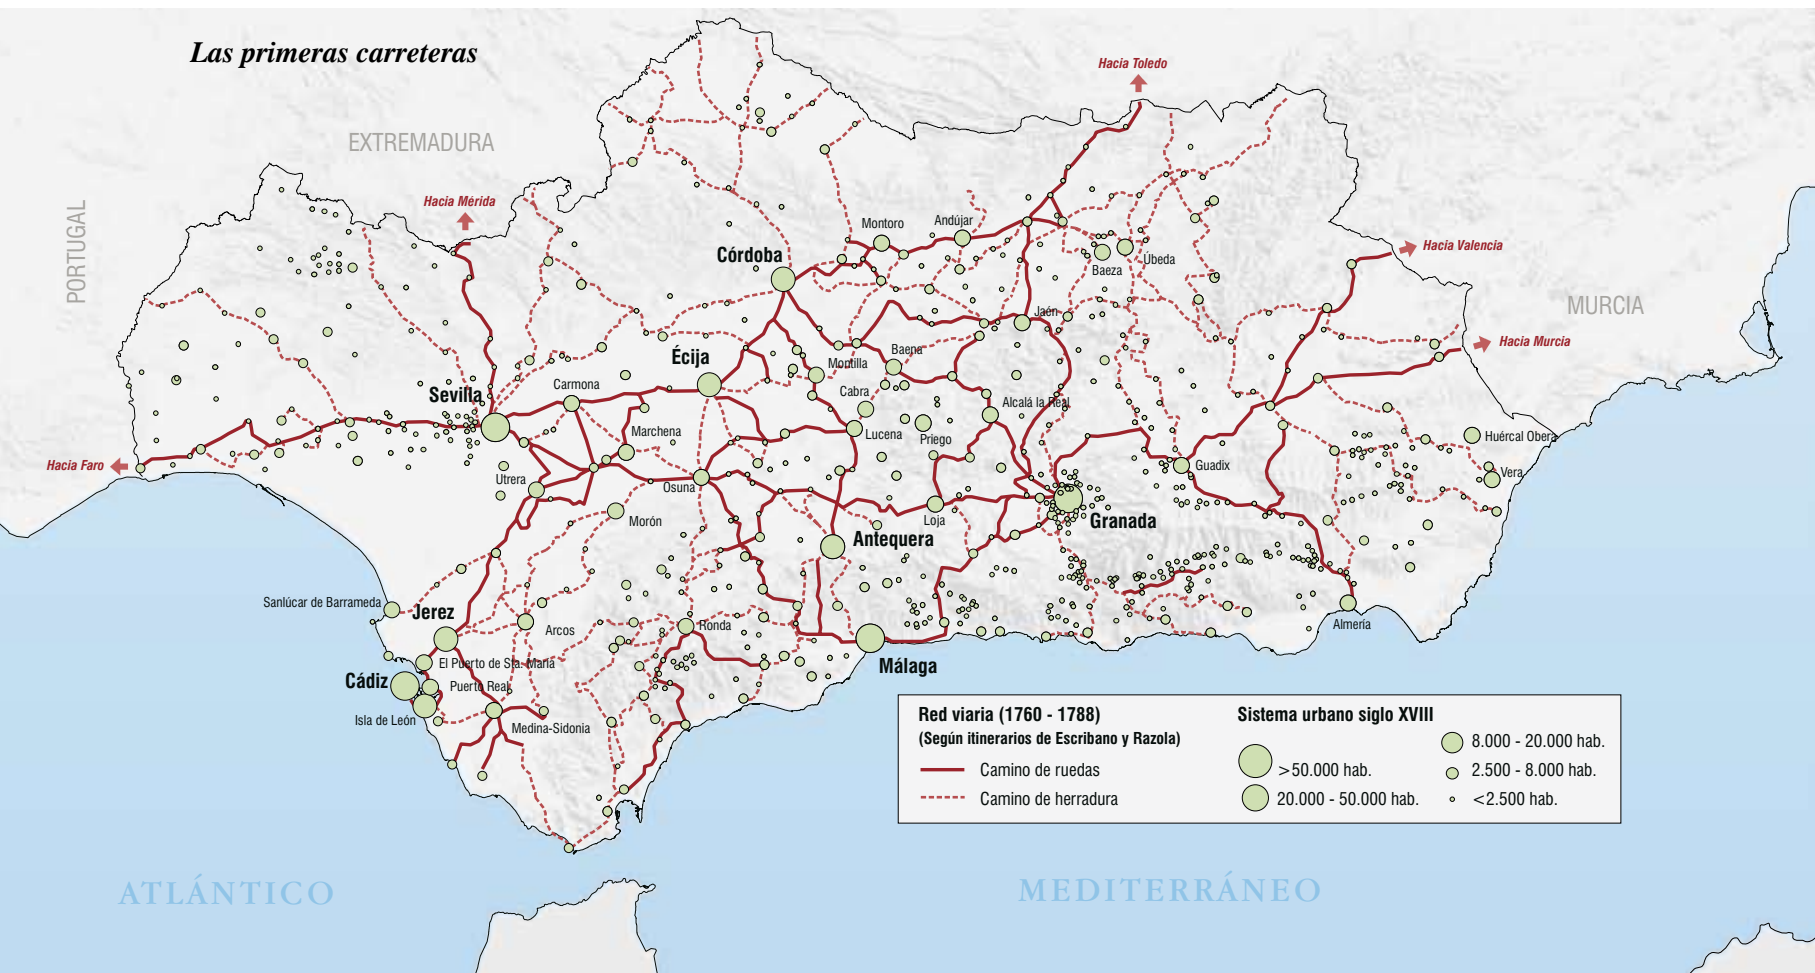 Las primeras carreteras
Hacia Toledo
EXTREMADURA
Hacia Mérida
PORTUGAL
Montoro
Andújar
Córdoba
Baeza
Úbeda
Hacia Valencia
MURCIA
Jaén
Hacia Murcia
Écija
Baena
Montilla
Carmona
Sevilla
Cabra
Alcalá la Real
Marchena
Lucena
Priego
Huércal Obera
Hacia Faro
Guadix
Vera
Utrera
Osuna
Morón
Loja
Granada
Antequera
Sanlúcar de Barrameda
Jerez
Arcos
Ronda
Almería
El Puerto de Sta. María
Málaga
Cádiz
Puerto Real
Isla de León
Medina-Sidonia
Red viaria (1760 - 1788)
(Según itinerarios de Escribano y Razola)
Camino de ruedas
Camino de herradura
Sistema urbano siglo XVIII
>50.000 hab.
20.000 - 50.000 hab.
8.000 - 20.000 hab.
2.500 - 8.000 hab.
<2.500 hab.
ATLÁNTICO
MEDITERRÁNEO